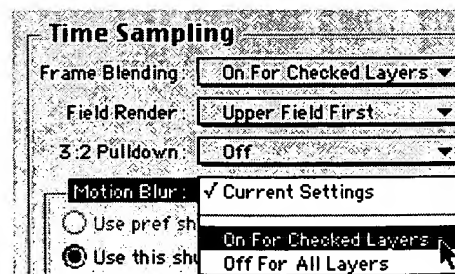 Time Sampling
Frame Blending: On For Checked Layers
Field Render: Upper Field First
3:2 Pulldown: Off
Motion Blur: ✓ Current Settings
Use pref sh
On For Checked Layers
Use this shu
Off For All Layers